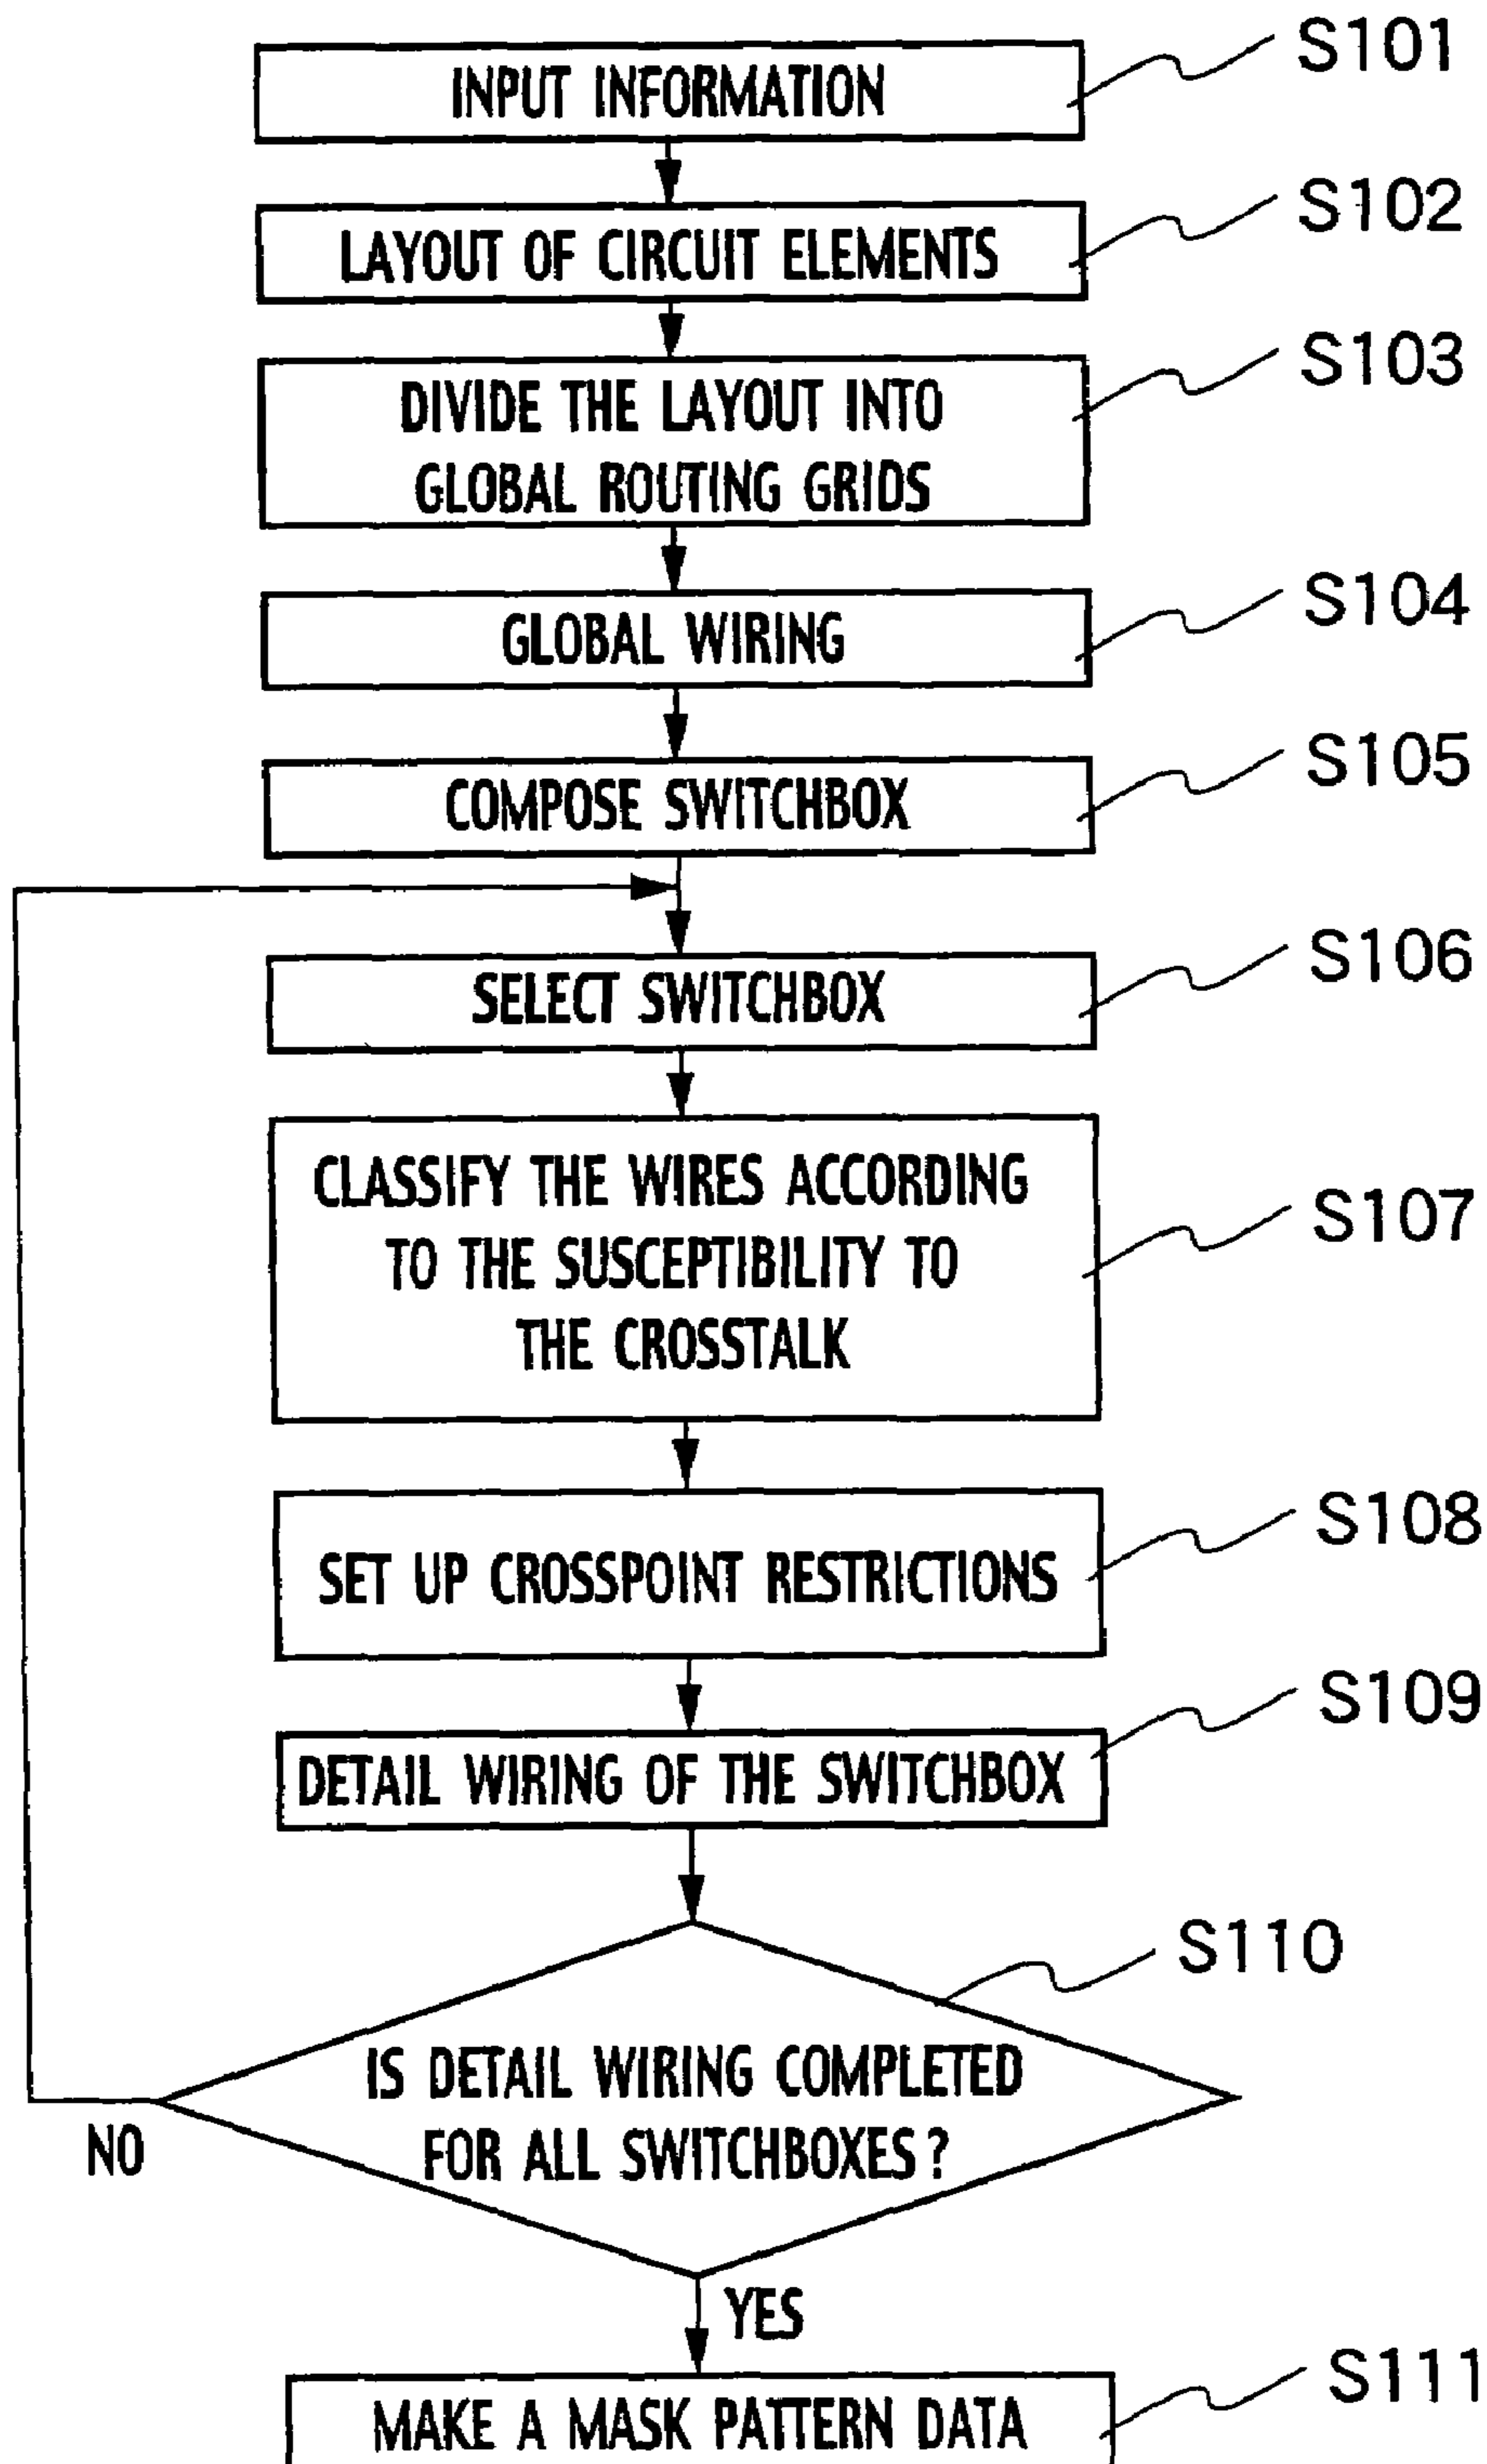 INPUT INFORMATION
S101
LAYOUT OF CIRCUIT ELEMENTS
S102
DIVIDE THE LAYOUT INTO
GLOBAL ROUTING GRIDS
S103
GLOBAL WIRING
S104
COMPOSE SWITCHBOX
S105
SELECT SWITCHBOX
S106
CLASSIFY THE WIRES ACCORDING
TO THE SUSCEPTIBILITY TO
THE CROSSTALK
S107
SET UP CROSSPOINT RESTRICTIONS
S108
DETAIL WIRING OF THE SWITCHBOX
S109
IS DETAIL WIRING COMPLETED
FOR ALL SWITCHBOXES?
S110
NO
YES
MAKE A MASK PATTERN DATA
S111